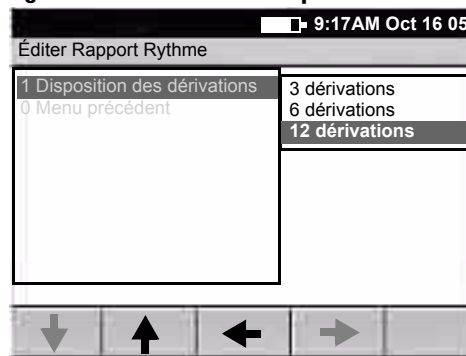 9:17AM Oct 16 05
Éditer Rapport Rythme
1 Disposition des dérivations
0 Menu précédent
3 dérivations
6 dérivations
12 dérivations